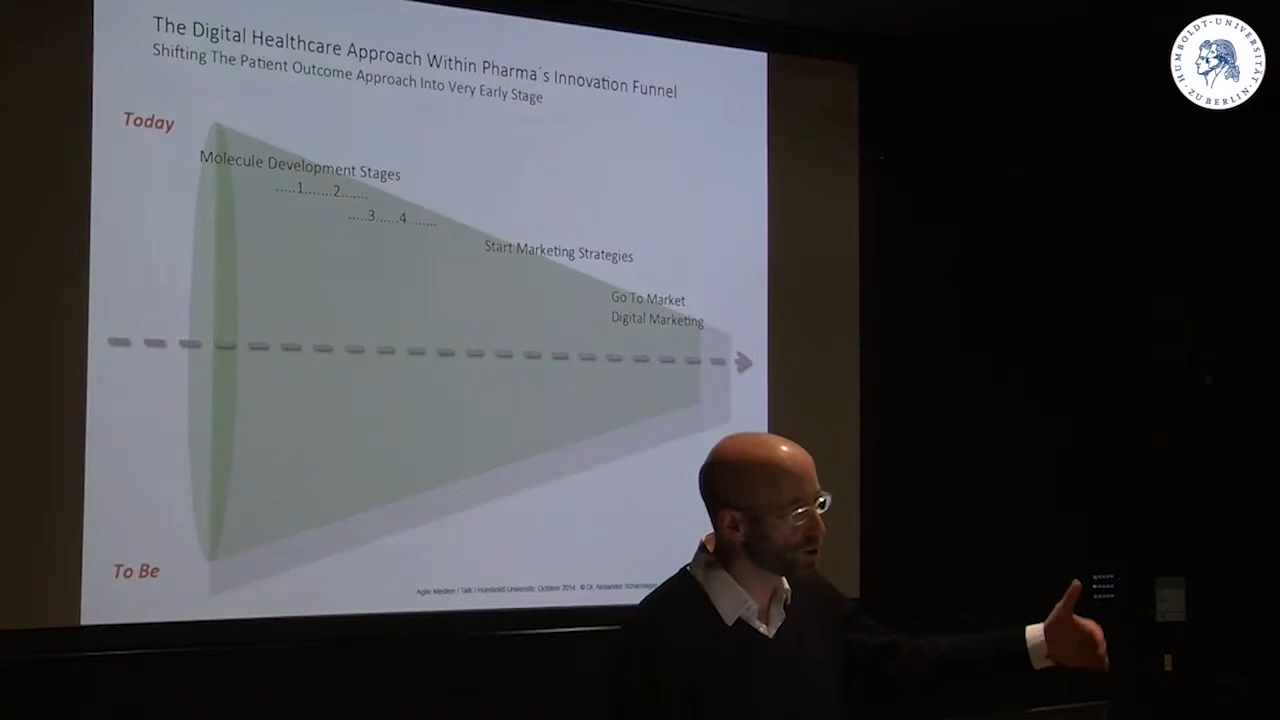 The Digital Healthcare Approach Within Pharma´s Innovation Funnel
Shifting The Patient Outcome Approach Into Very Early Stage
Today
Molecule Development Stages
.....1.......2.......
.....3......4........
Start Marketing Strategies
Go To Market
Digital Marketing
To Be
Agile Medien / Talk / Humboldt University, October 2014 © Dr. Alexander
HUMBOLDT-UNIVERSITÄT
ZU BERLIN